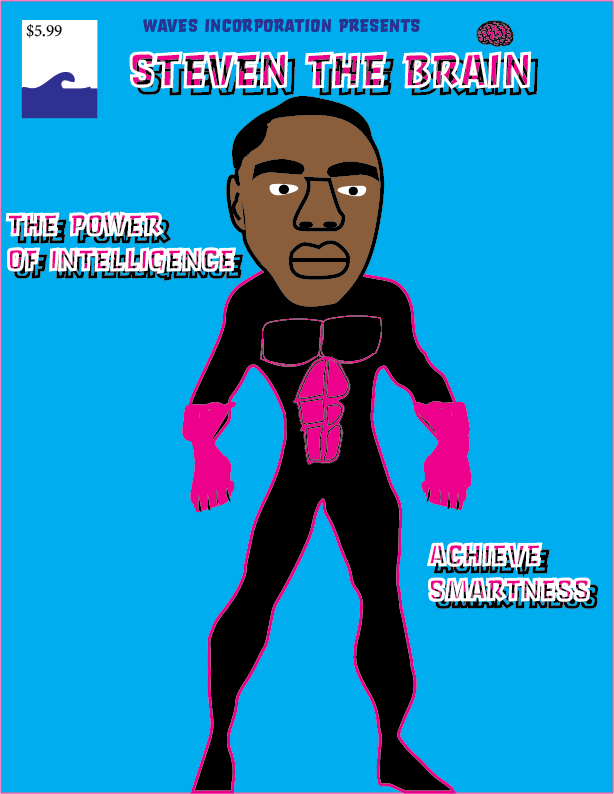 WAVES INCORPORATION PRESENTS
$5.99
STEVEN THE BRAIN
THE POWER
OF INTELLIGENCE
ACHIEVE
SMARTNESS